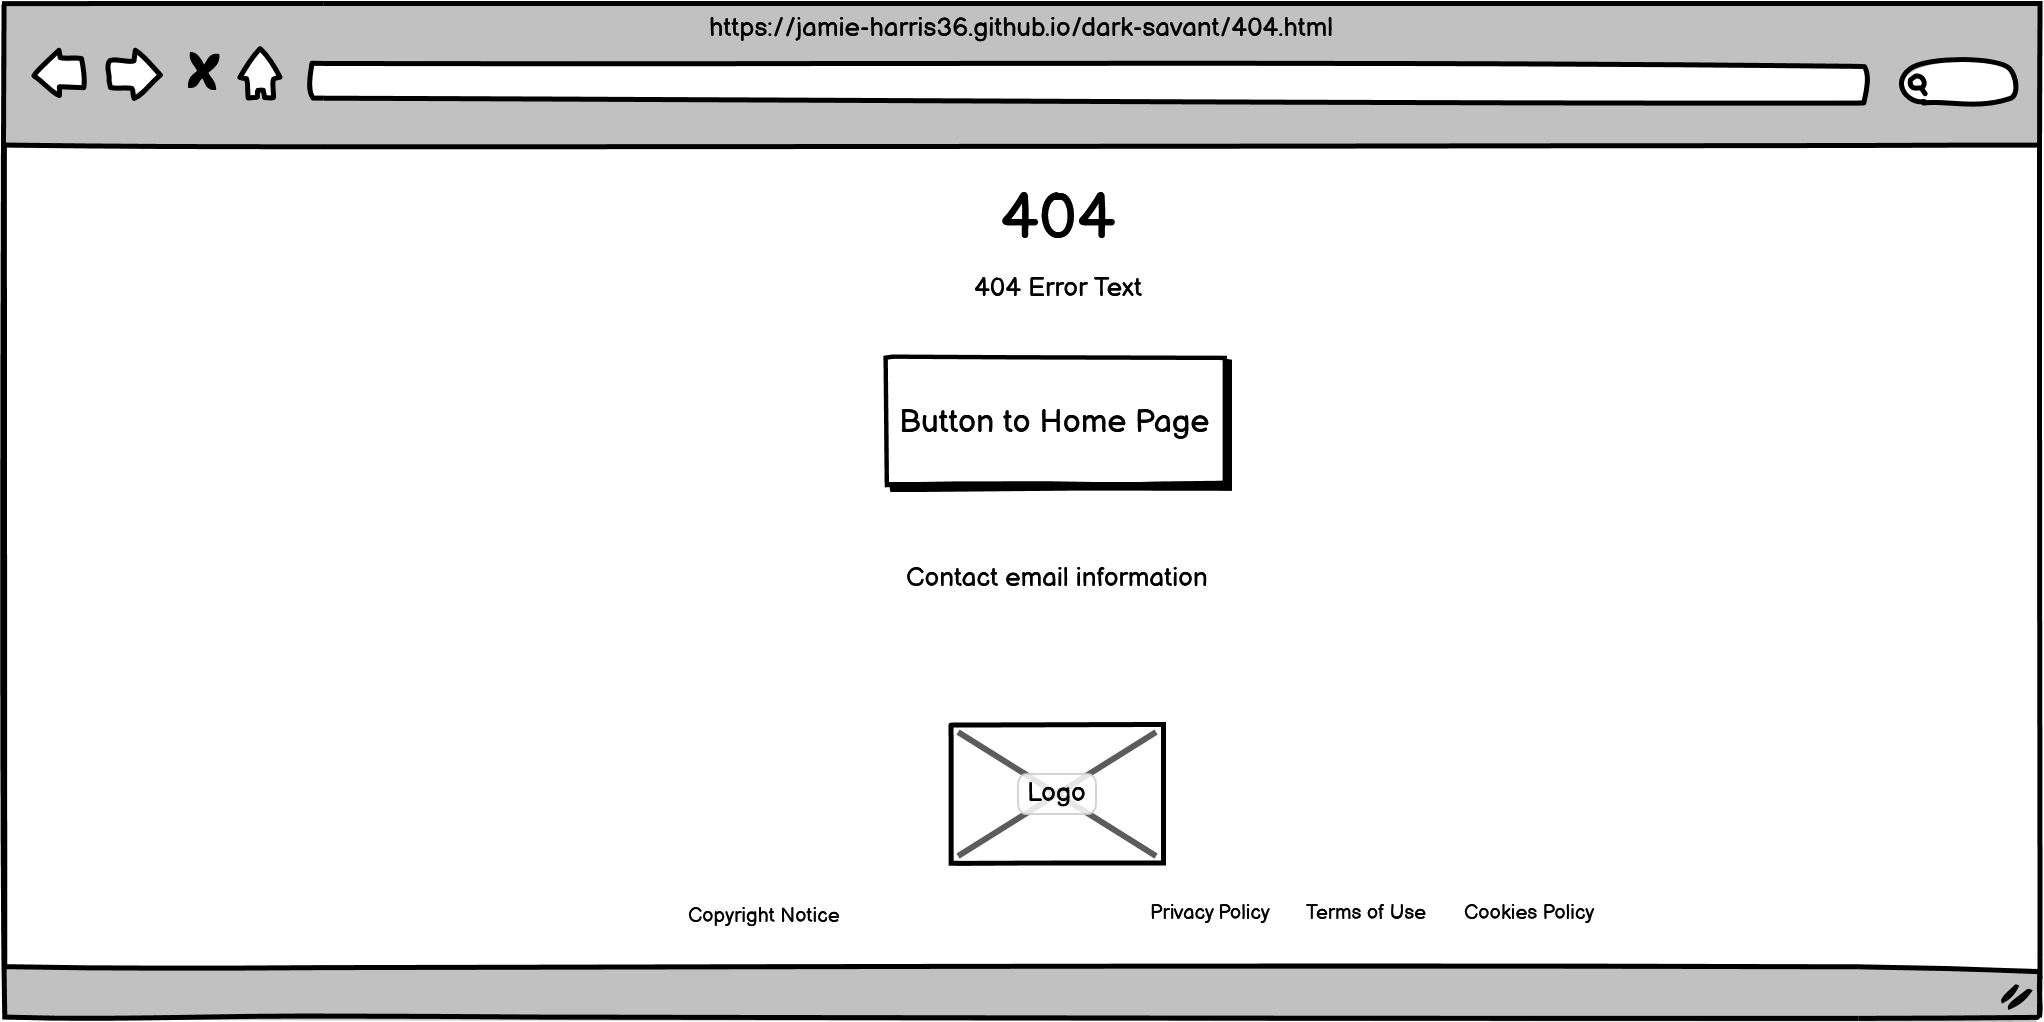 https://jamie-harris36.github.io/dark-savant/404.html
404
404 Error Text
Button to Home Page
Contact email information
Logo
Copyright Notice
Privacy Policy Terms of Use Cookies Policy